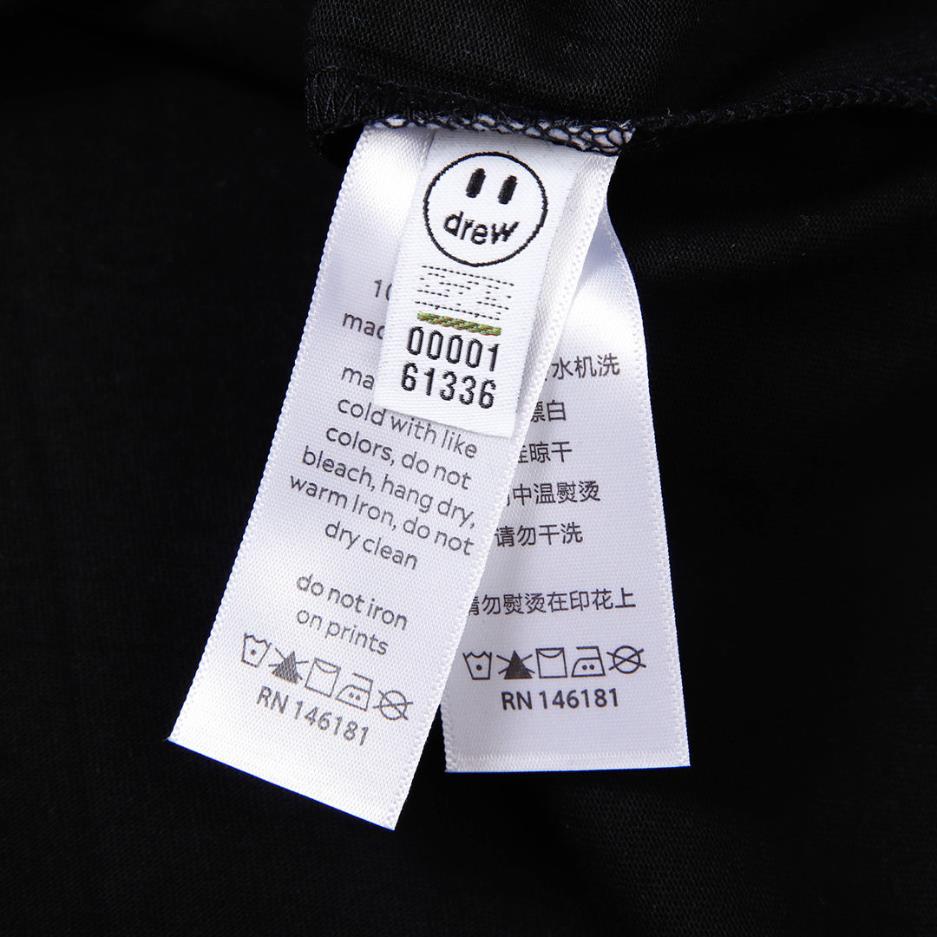 drew
00001
61336
cold with like
colors, do not
bleach, hang dry,
warm Iron, do not
dry clean
do not iron
on prints
RN 146181
水机洗
漂白
晾干
中温熨烫
请勿干洗
请勿熨烫在印花上
RN 146181